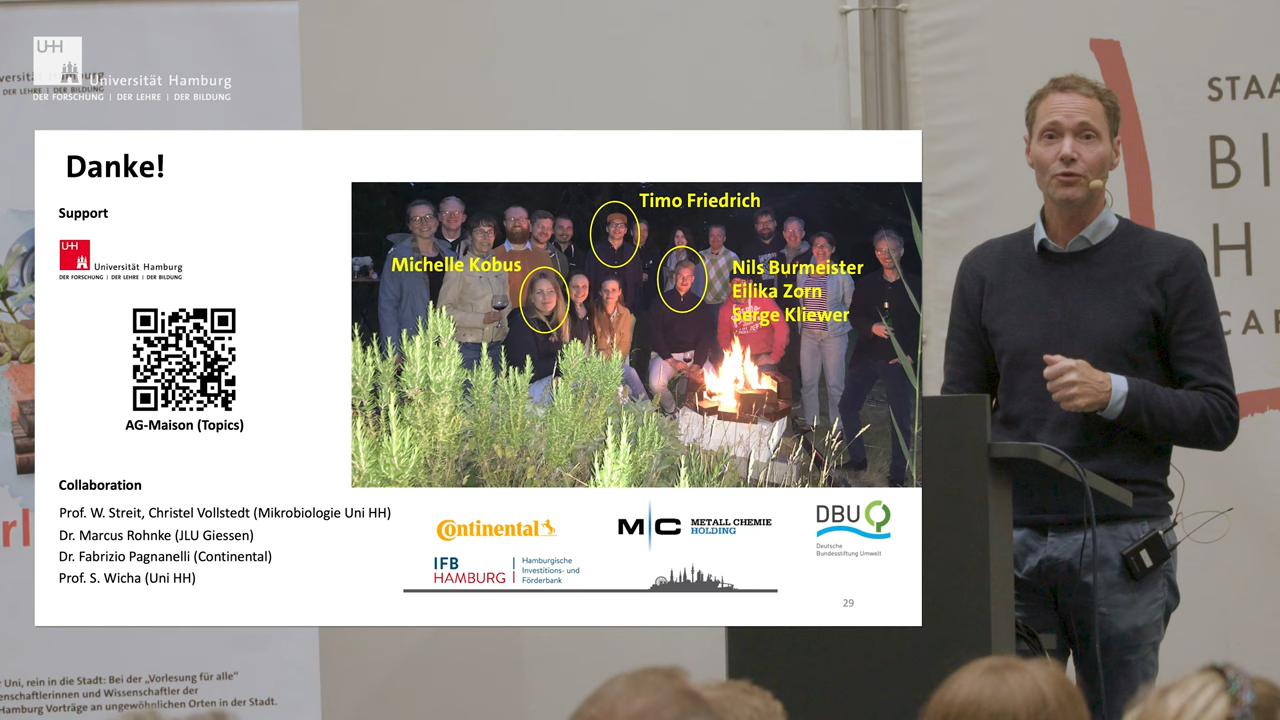 UHH
Universität Hamburg
DER FORSCHUNG | DER LEHRE | DER BILDUNG
Danke!
Support
UHH
Universität Hamburg
DER FORSCHUNG | DER LEHRE | DER BILDUNG
AG-Maison (Topics)
Timo Friedrich
Michelle Kobus
Nils Burmeister
Eilika Zorn
Serge Kliewer
Collaboration
Prof. W. Streit, Christel Vollstedt (Mikrobiologie Uni HH)
Dr. Marcus Rohnke (JLU Giessen)
Dr. Fabrizio Pagnanelli (Continental)
Prof. S. Wicha (Uni HH)
Continental
M C METALL CHEMIE
HOLDING
DBU
Deutsche
Bundesstiftung Umwelt
IFB
HAMBURG
Hamburgische
Investitions- und
Förderbank
29
STAA
BI
H
CAR
r Uni, rein in die Stadt: Bei der „Vorlesung für alle"
enschaftlerinnen und Wissenschaftler der
Hamburg Vorträge an ungewöhnlichen Orten in der Stadt.